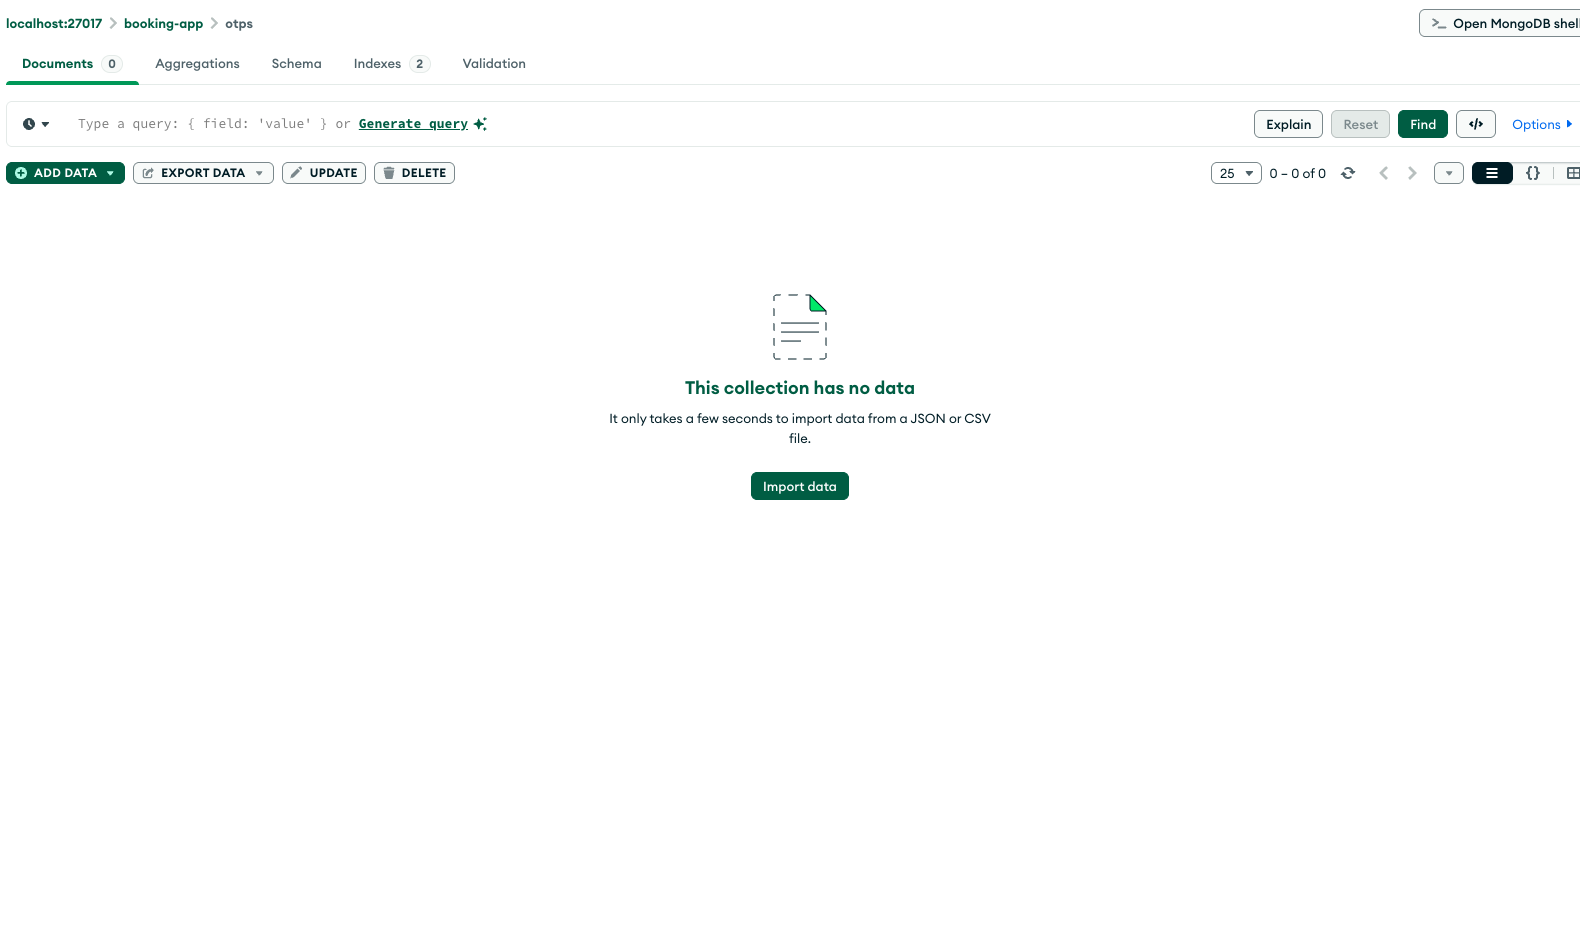 localhost:27017 booking-app otps
Open MongoDB shell
Documents 0 Aggregations Schema Indexes 2 Validation
Type a query: { field: 'value' } or Generate query
Explain Reset Find </> Options
ADD DATA EXPORT DATA UPDATE DELETE
25 0 – 0 of 0 {}
This collection has no data
It only takes a few seconds to import data from a JSON or CSV
file.
Import data